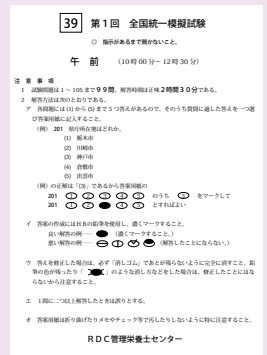 39 第1回 全国統一模擬試験
◎ 指示があるまで開かないこと。
午 前 (10時00分～12時30分)
注 意 事 項
1 試験問題は1～105まで99問、解答時間は正味2時間30分である。
2 解答方法は次のとおりである。
ア 各問題には(1)から(5)まで5つ答えがあるので、そのうち質問に適した答えを一つ選
び答案用紙に記入すること。
(例) 201 県庁所在地はどれか。
(1) 栃木市
(2) 川崎市
(3) 神戸市
(4) 倉敷市
(5) 出雲市
(例)の正解は「(3)」であるから答案用紙の
201 ① ② ③ ④ ⑤ のうち ③ をマークして
201 ① ② ● ④ ⑤ とすればよい
イ 答案の作成にはHBの鉛筆を使用し、濃くマークすること。
良い解答の例…… (濃くマークすること。)
悪い解答の例…… (解答したことにならない。)
ウ 答えを修正した場合は、必ず「消しゴム」であとが残らないように完全に消すこと。鉛
筆の色が残ったり「 」のような消し方などをした場合は、修正したことにはな
らないから注意すること。
エ 1問に二つ以上解答したときは誤りとする。
オ 答案用紙は折り曲げたりメモやチェック等で汚したりしないように特に注意すること。
RDC管理栄養士センター